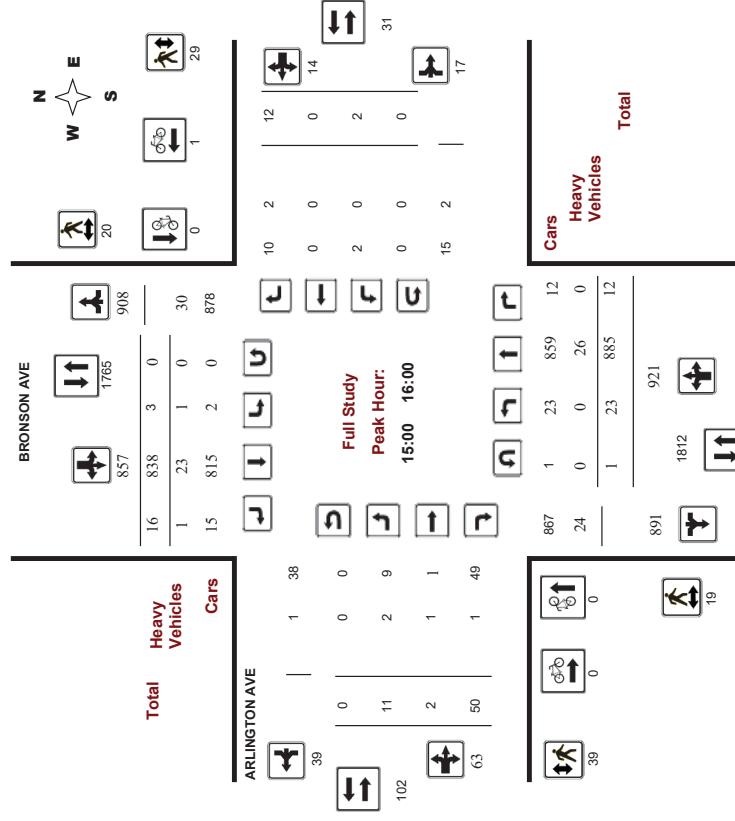 N
W E
S
BRONSON AVE
857 1765 908
16 838 3 0
1 23 1 0 30
15 815 2 0 878
20
0 1 29
Total
Heavy
Vehicles
Cars
31
14
17
10 2 12
0 0 0
2 2
0 0 0
15 2
Full Study
Peak Hour:
15:00 16:00
ARLINGTON AVE
39 1 38
0 0 0
11 2 9
2 1 1
50 1 49
102
63
Cars
Heavy
Vehicles
Total
867 1 23 859 12
24 0 0 26 0
1 23 885 12
891 1812 921
39 0 0
19